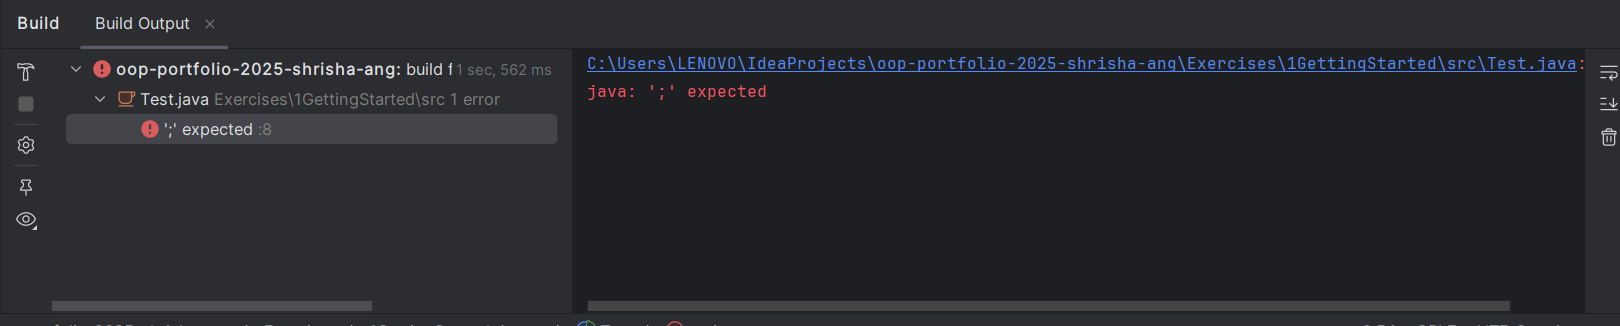 Build
Build Output
oop-portfolio-2025-shrisha-ang: build f 1 sec, 562 ms
Test.java Exercises\1GettingStarted\src 1 error
';' expected :8
C:\Users\LENOVO\IdeaProjects\oop-portfolio-2025-shrisha-ang\Exercises\1GettingStarted\src\Test.java:
java: ';' expected